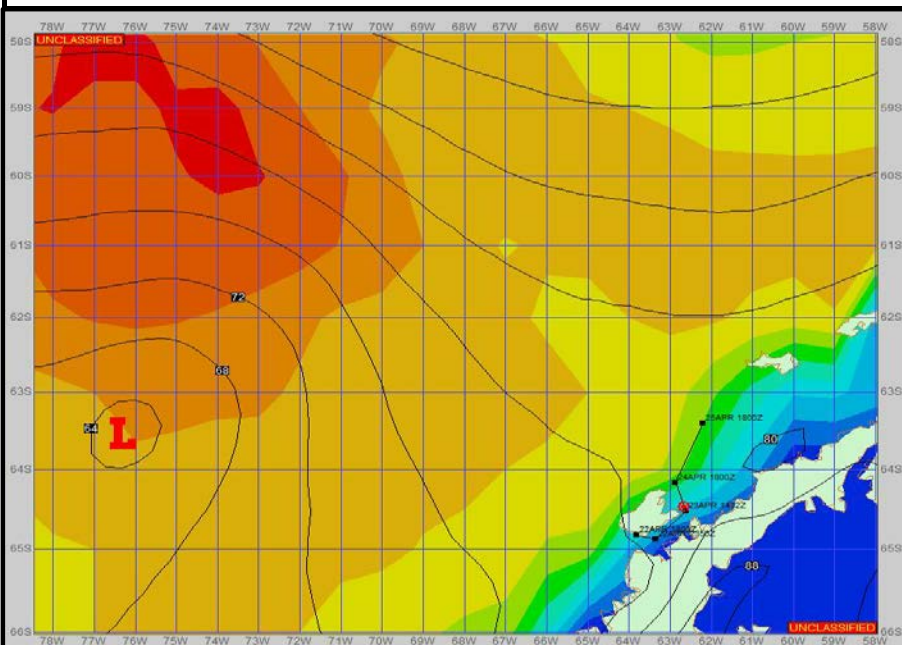 78W 77W 76W 75W 74W 73W 72W 71W 70W 69W 68W 67W 66W 65W 64W 63W 62W 61W 60W 59W 58W
58S UNCLASSIFIED 58S
59S 59S
60S 60S
61S 61S
72
62S 62S
68
63S 63S
64 L
25APR 1800Z
80
64S 64S
24APR 1800Z
23APR
22APR
65S 65S
88
UNCLASSIFIED
66S 66S
78W 77W 76W 75W 74W 73W 72W 71W 70W 69W 68W 67W 66W 65W 64W 63W 62W 61W 60W 59W 58W